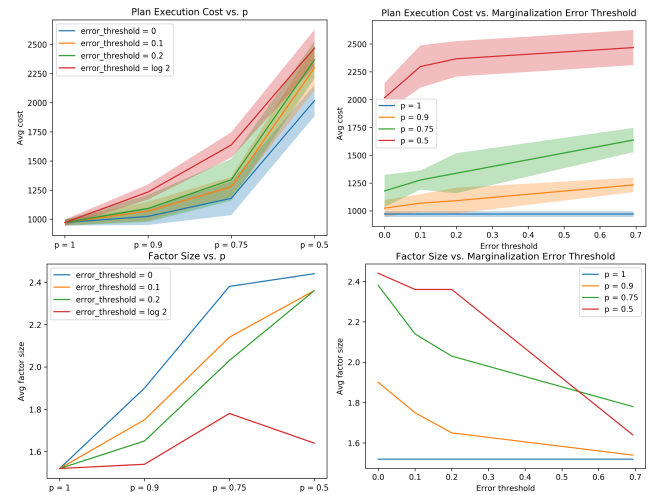 Plan Execution Cost vs. p
2500
2250
2000
1750
1500
1250
1000
Avg cost
error_threshold = 0
error_threshold = 0.1
error_threshold = 0.2
error_threshold = log 2
p = 1
p = 0.9
p = 0.75
p = 0.5
Plan Execution Cost vs. Marginalization Error Threshold
2500
2250
2000
1750
1500
1250
1000
Avg cost
p = 1
p = 0.9
p = 0.75
p = 0.5
0.0
0.1
0.2
0.3
0.4
0.5
0.6
0.7
Error threshold
Factor Size vs. p
2.4
2.2
2.0
1.8
1.6
Avg factor size
error_threshold = 0
error_threshold = 0.1
error_threshold = 0.2
error_threshold = log 2
p = 1
p = 0.9
p = 0.75
p = 0.5
Factor Size vs. Marginalization Error Threshold
2.4
2.2
2.0
1.8
1.6
Avg factor size
p = 1
p = 0.9
p = 0.75
p = 0.5
0.0
0.1
0.2
0.3
0.4
0.5
0.6
0.7
Error threshold